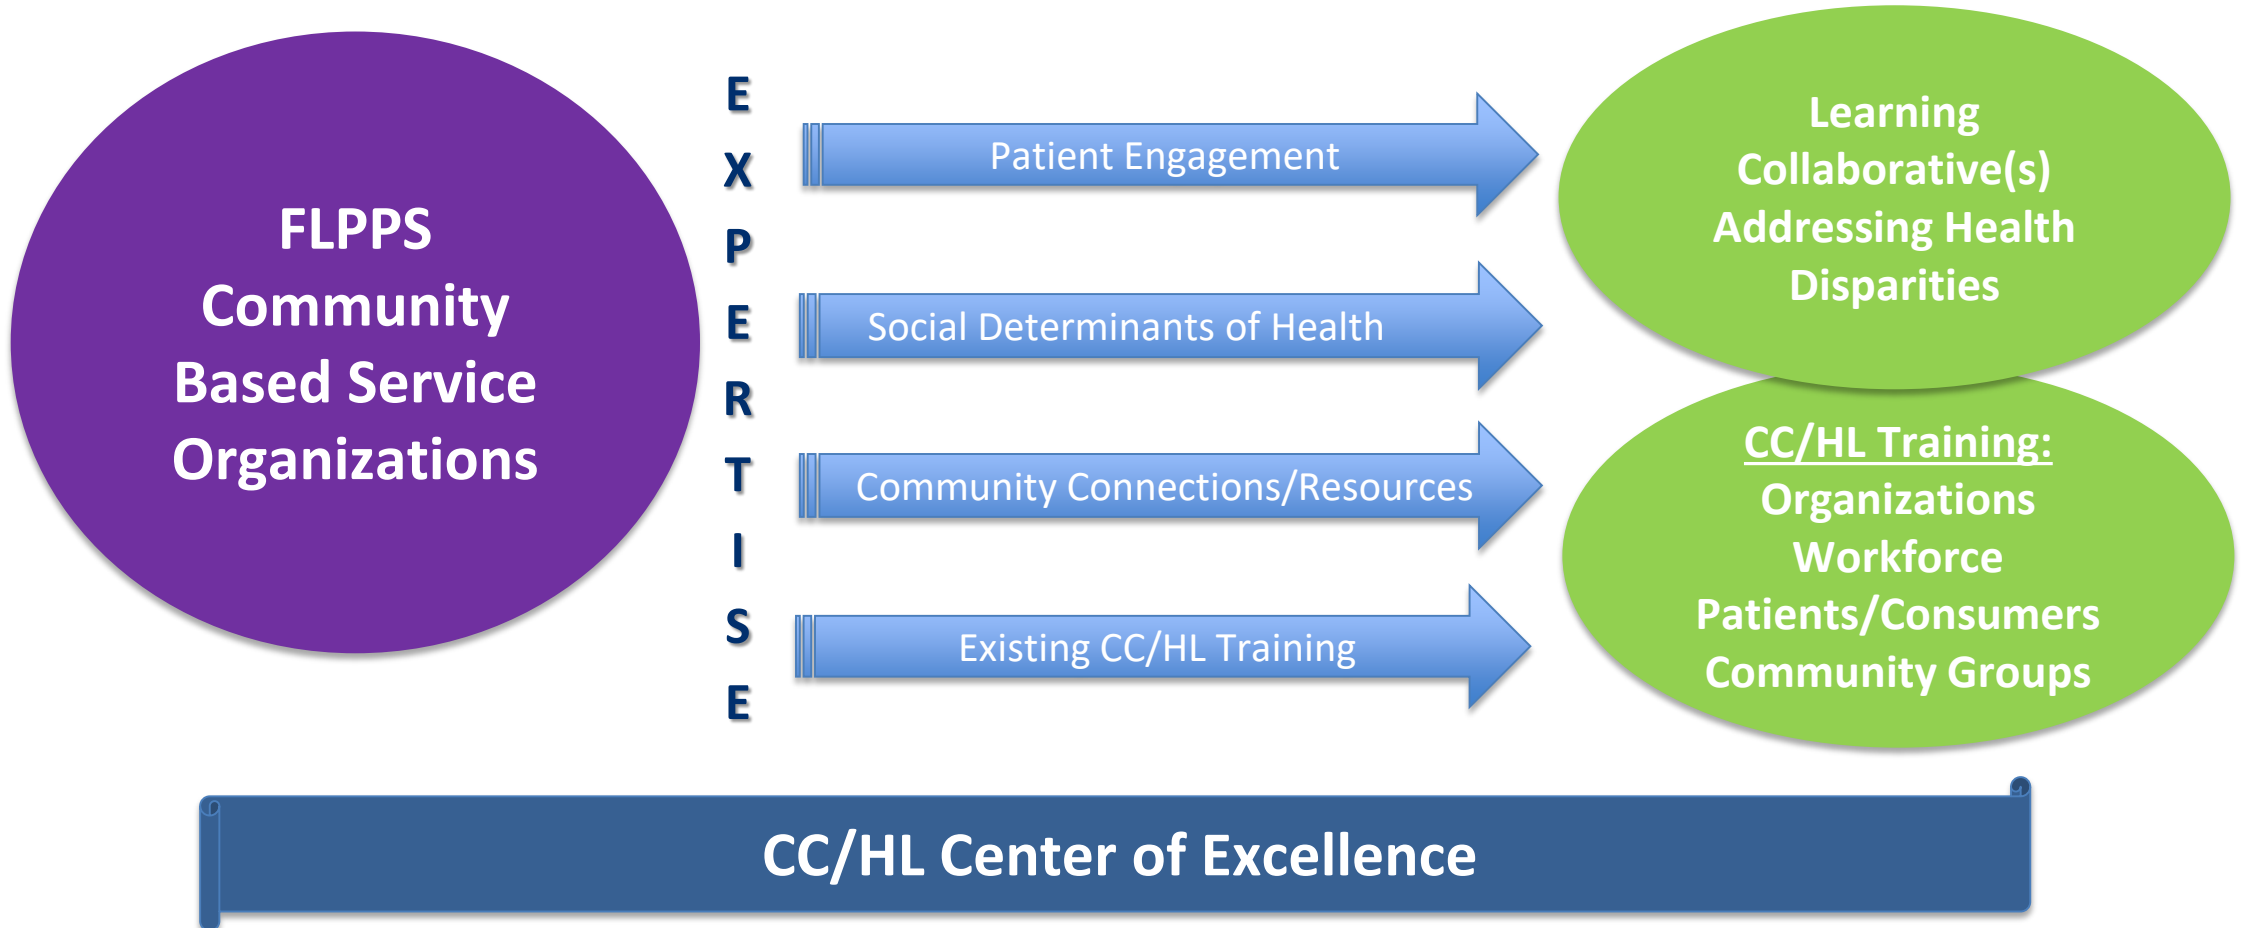 FLPPS
Community
Based Service
Organizations
E
X
P
E
R
T
I
S
E
Patient Engagement
Social Determinants of Health
Community Connections/Resources
Existing CC/HL Training
Learning
Collaborative(s)
Addressing Health
Disparities
CC/HL Training:
Organizations
Workforce
Patients/Consumers
Community Groups
CC/HL Center of Excellence